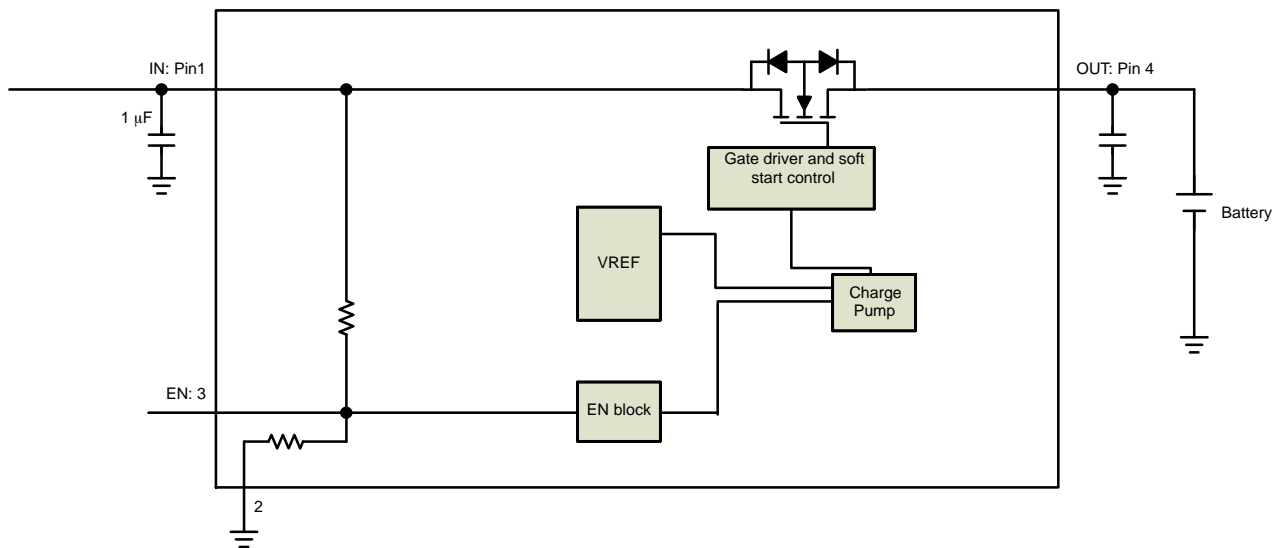 IN: Pin1
OUT: Pin 4
1 μF
Gate driver and soft
start control
VREF
Battery
Charge
Pump
EN: 3
EN block
2